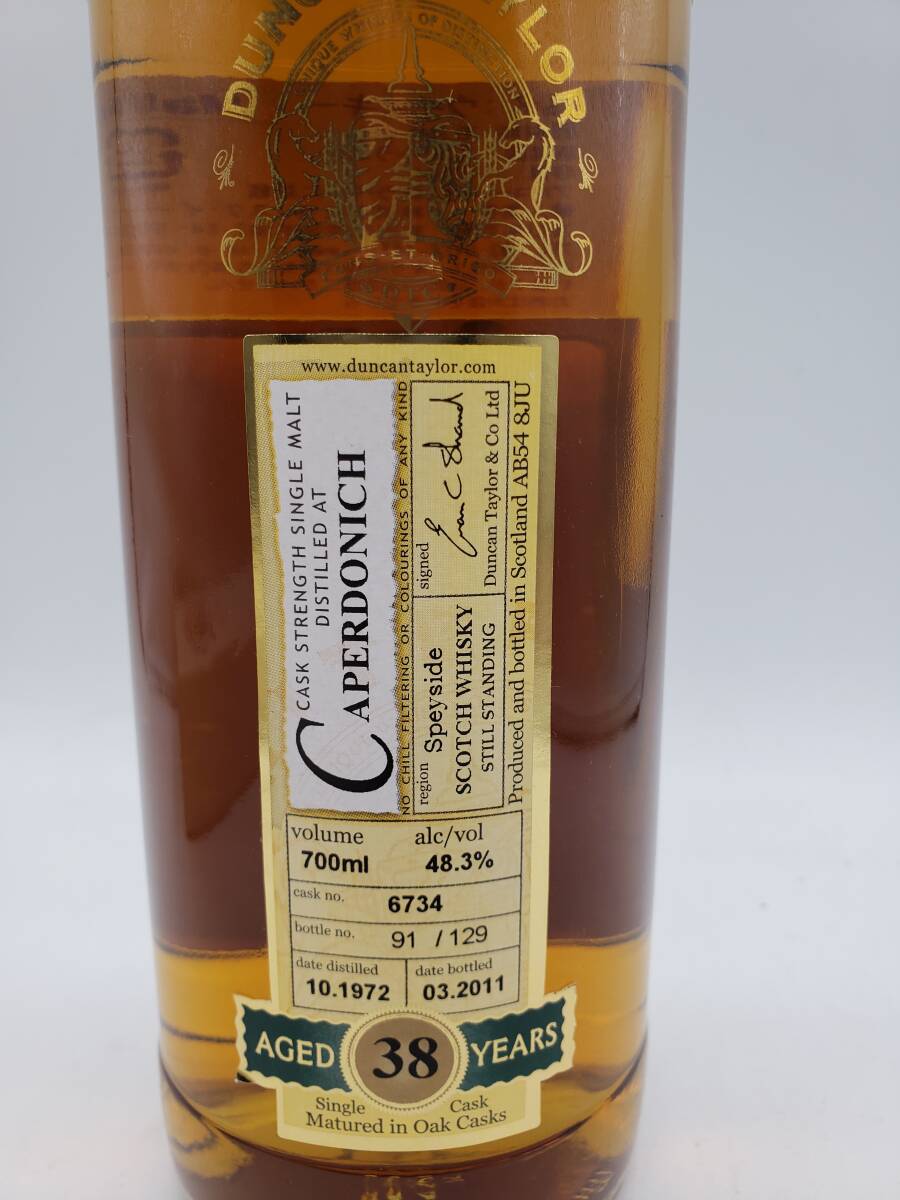 DUNCAN TAYLOR
www.duncantaylor.com
CASK STRENGTH SINGLE MALT
DISTILLED AT
CAPERDONICH
NO CHILL FILTERING OR COLOURINGS OF ANY KIND
region Speyside
SCOTCH WHISKY
STILL STANDING
signed Euan C Shand
Duncan Taylor & Co Ltd
Produced and bottled in Scotland AB54 8JU
volume alc/vol
700ml 48.3%
cask no. 6734
bottle no. 91 / 129
date distilled date bottled
10.1972 03.2011
AGED 38 YEARS
Single Cask
Matured in Oak Casks